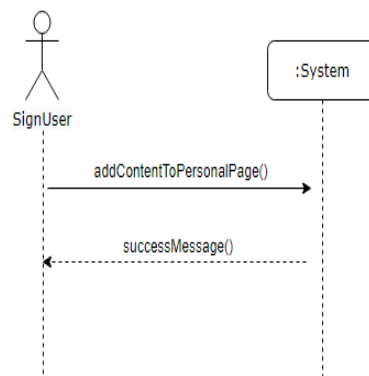 :System
SignUser
addContentToPersonalPage()
successMessage()